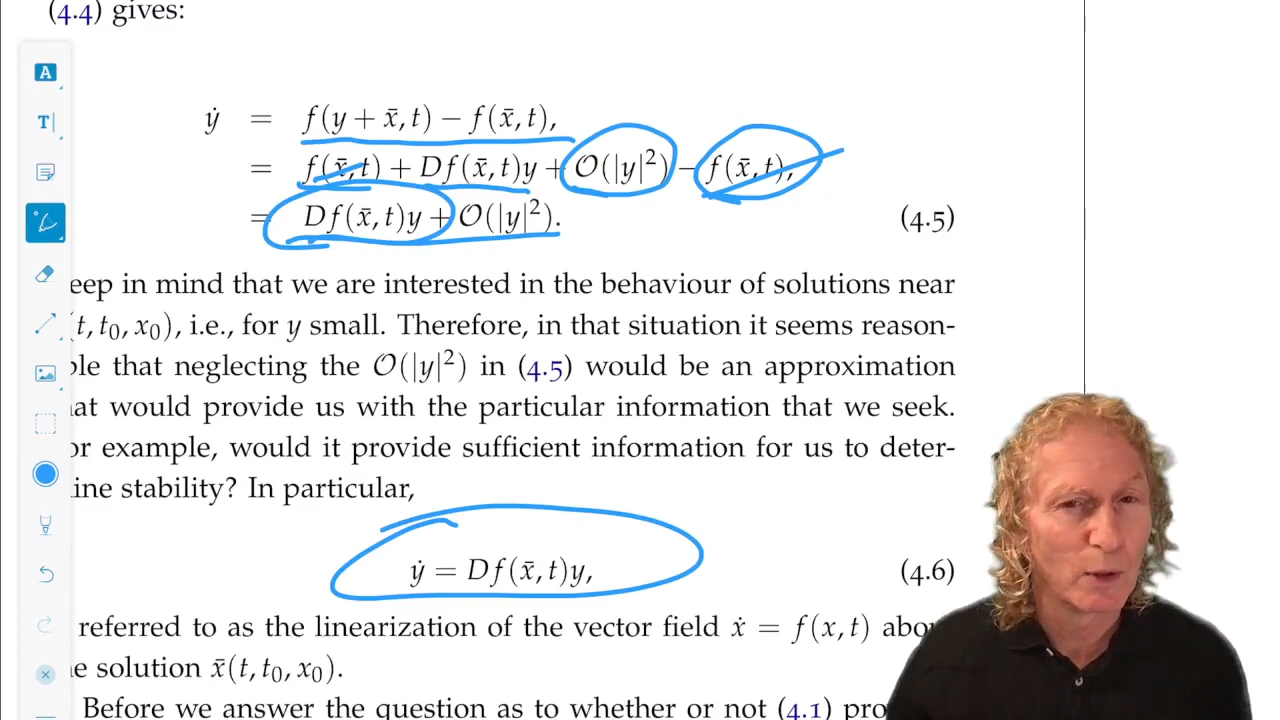 (4.4) gives:
A
T|
ẏ = f(y + x̄, t) − f(x̄, t),
= f(x̄, t) + Df(x̄, t)y + 𝒪(|y|²) − f(x̄, t),
= Df(x̄, t)y + 𝒪(|y|²). (4.5)
eep in mind that we are interested in the behaviour of solutions near
(t, t₀, x₀), i.e., for y small. Therefore, in that situation it seems reason-
ble that neglecting the 𝒪(|y|²) in (4.5) would be an approximation
hat would provide us with the particular information that we seek.
or example, would it provide sufficient information for us to deter-
ine stability? In particular,
ẏ = Df(x̄, t)y, (4.6)
referred to as the linearization of the vector field ẋ = f(x, t) abou
e solution x̄(t, t₀, x₀).
Before we answer the question as to whether or not (4.1) pro